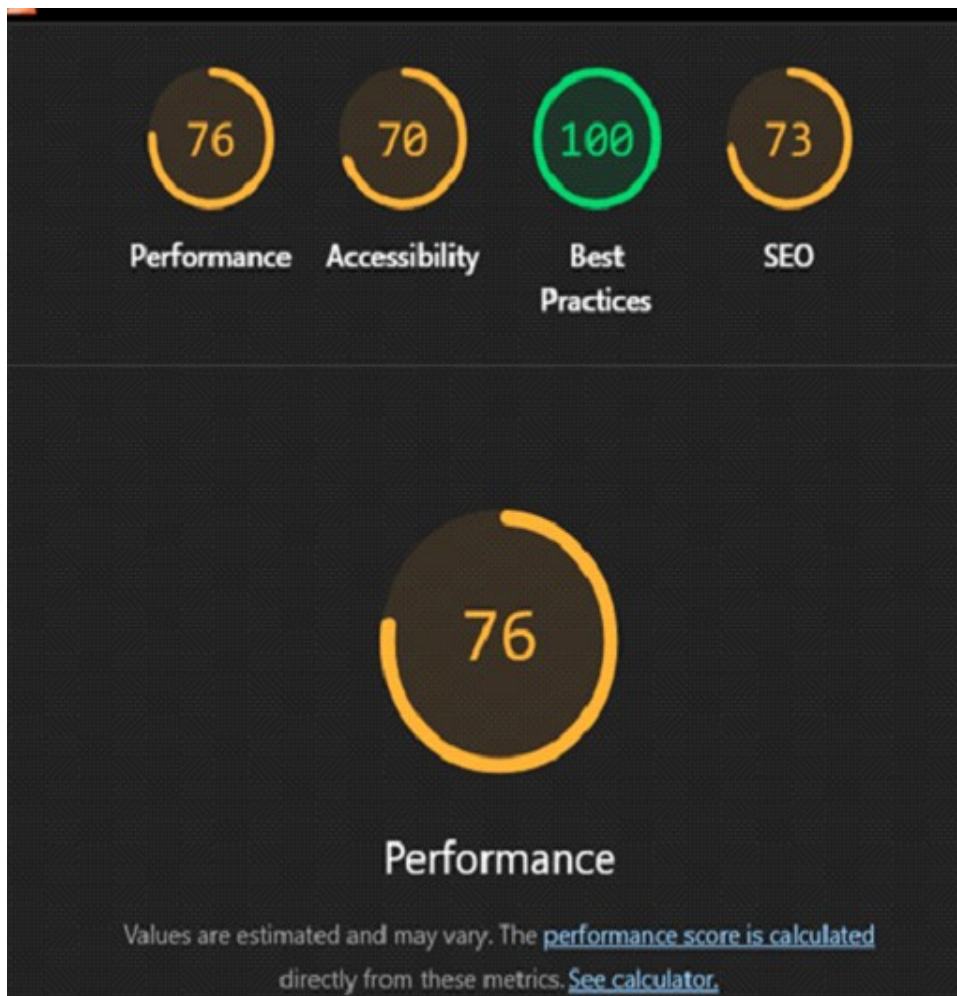 76 70 100 73
Performance Accessibility Best Practices SEO
76
Performance
Values are estimated and may vary. The performance score is calculated
directly from these metrics. See calculator.